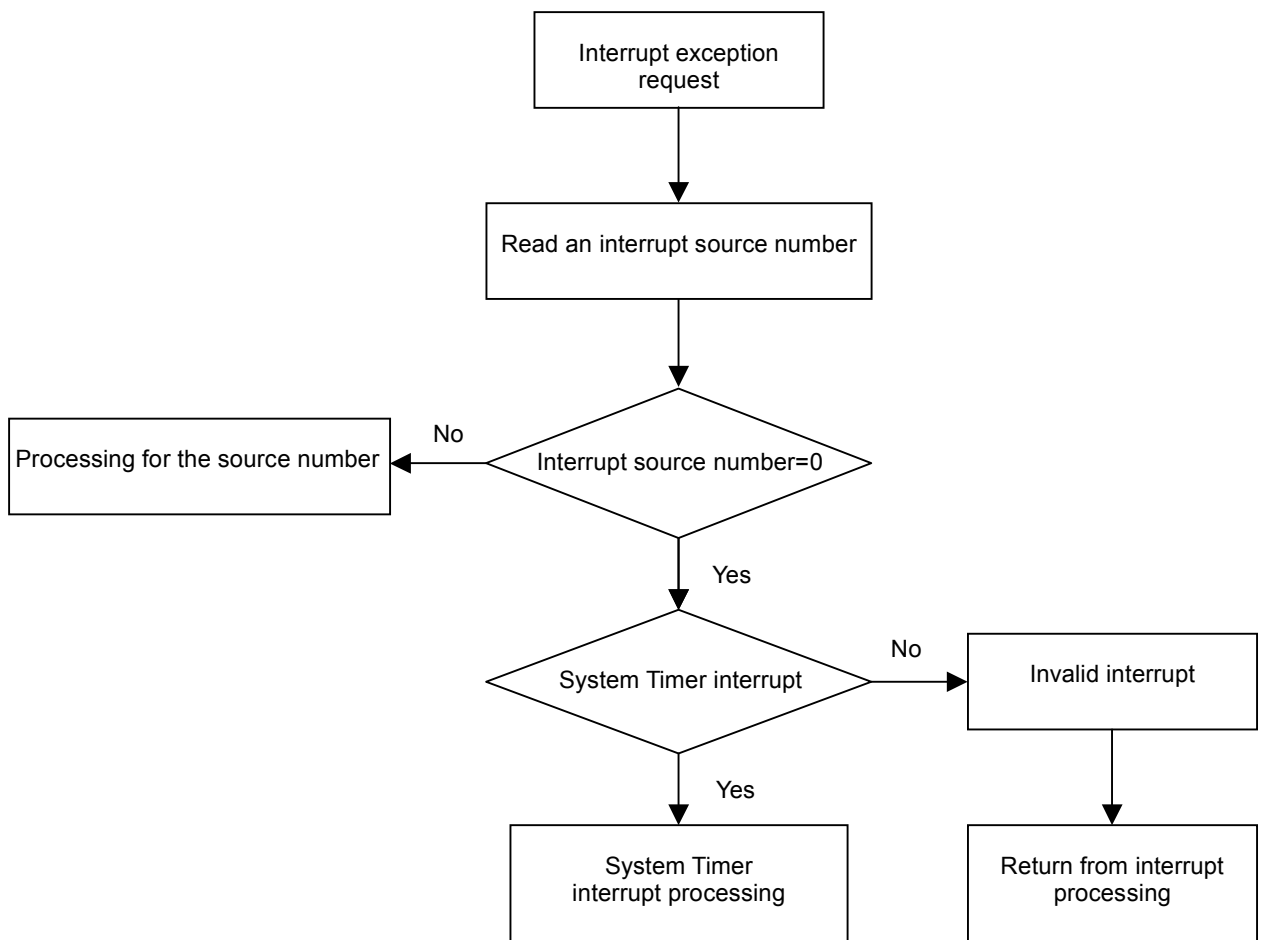 Interrupt exception
request
Read an interrupt source number
No
Processing for the source number
Interrupt source number=0
Yes
No
System Timer interrupt
Invalid interrupt
Yes
System Timer
interrupt processing
Return from interrupt
processing